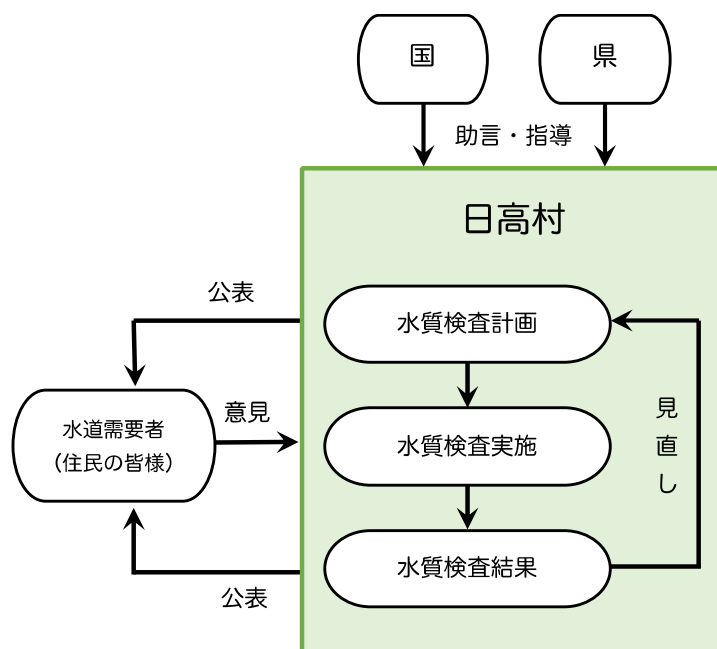 国
県
助言・指導
日高村
公表
水質検査計画
意見
水道需要者
（住民の皆様）
水質検査実施
見直し
水質検査結果
公表